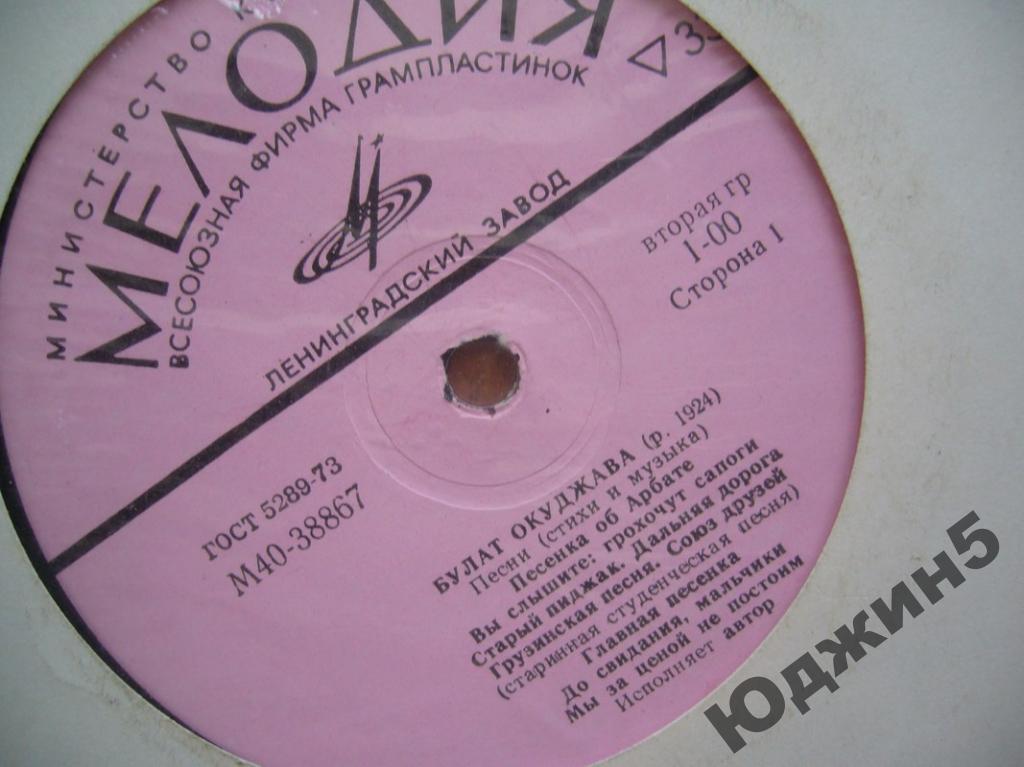 МИНИСТЕРСТВО К
МЕЛОДИЯ
ВСЕСОЮЗНАЯ ФИРМА ГРАМПЛАСТИНОК
33
ЛЕНИНГРАДСКИЙ ЗАВОД
вторая гр
1-00
Сторона 1
ГОСТ 5289-73
М40-38867
БУЛАТ ОКУДЖАВА (р. 1924)
Песни (стихи и музыка)
Песенка об Арбате
Вы слышите: грохочут сапоги
Старый пиджак. Дальняя дорога
Грузинская песня. Союз друзей
(старинная студенческая песня)
Главная песенка
До свидания, мальчики
Мы за ценой не постоим
Исполняет автор
Юджин5